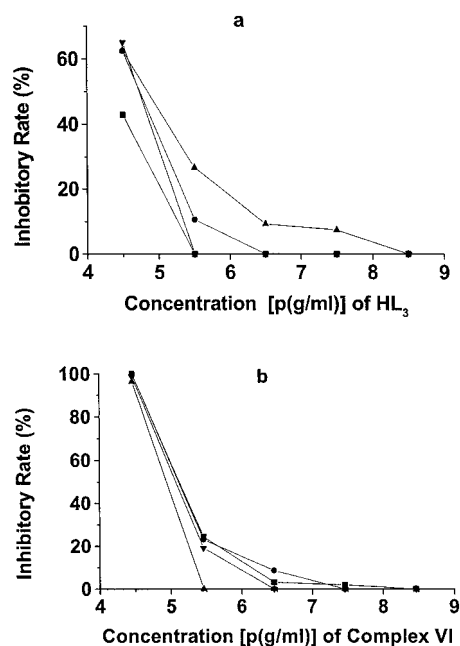 a
60
40
20
0
4 5 6 7 8 9
Inhobitory Rate (%)
Concentration [p(g/ml)] of HL3
b
100
80
60
40
20
0
4 5 6 7 8 9
Inhibitory Rate (%)
Concentration [p(g/ml)] of Complex VI